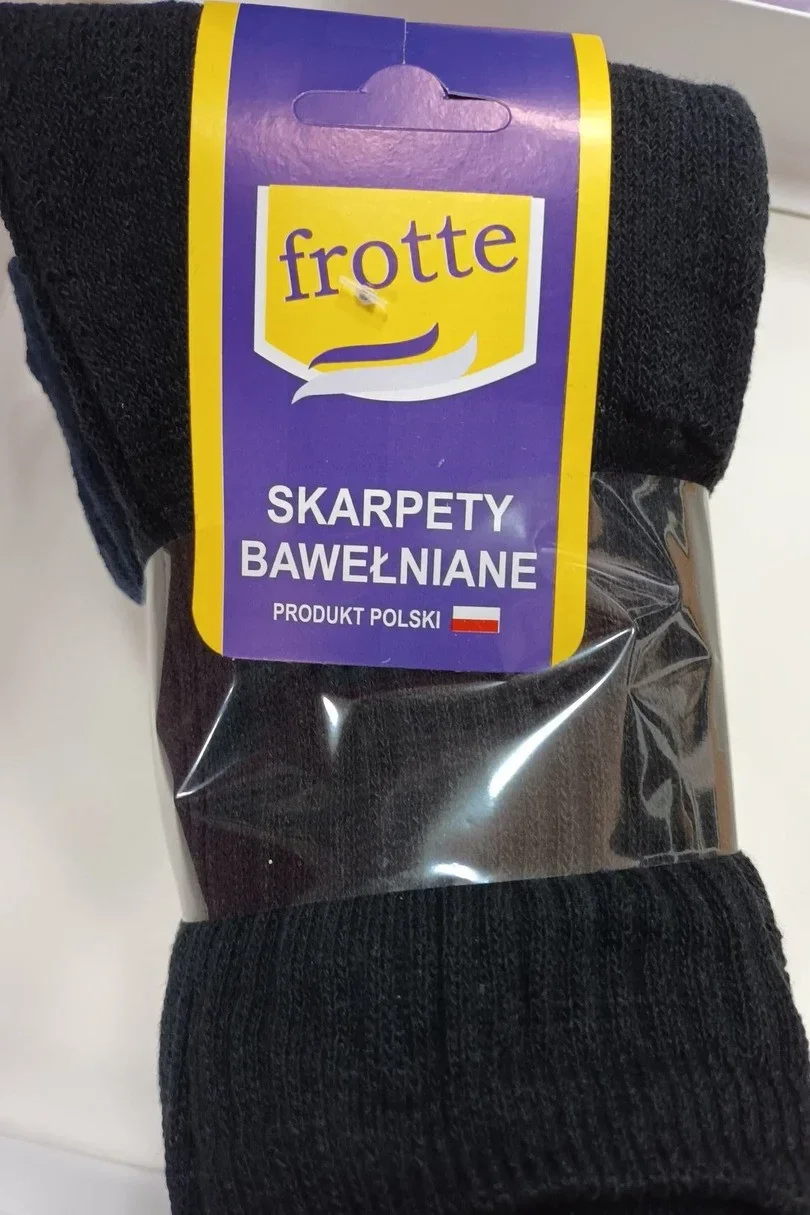 frotte
SKARPETY
BAWEŁNIANE
PRODUKT POLSKI